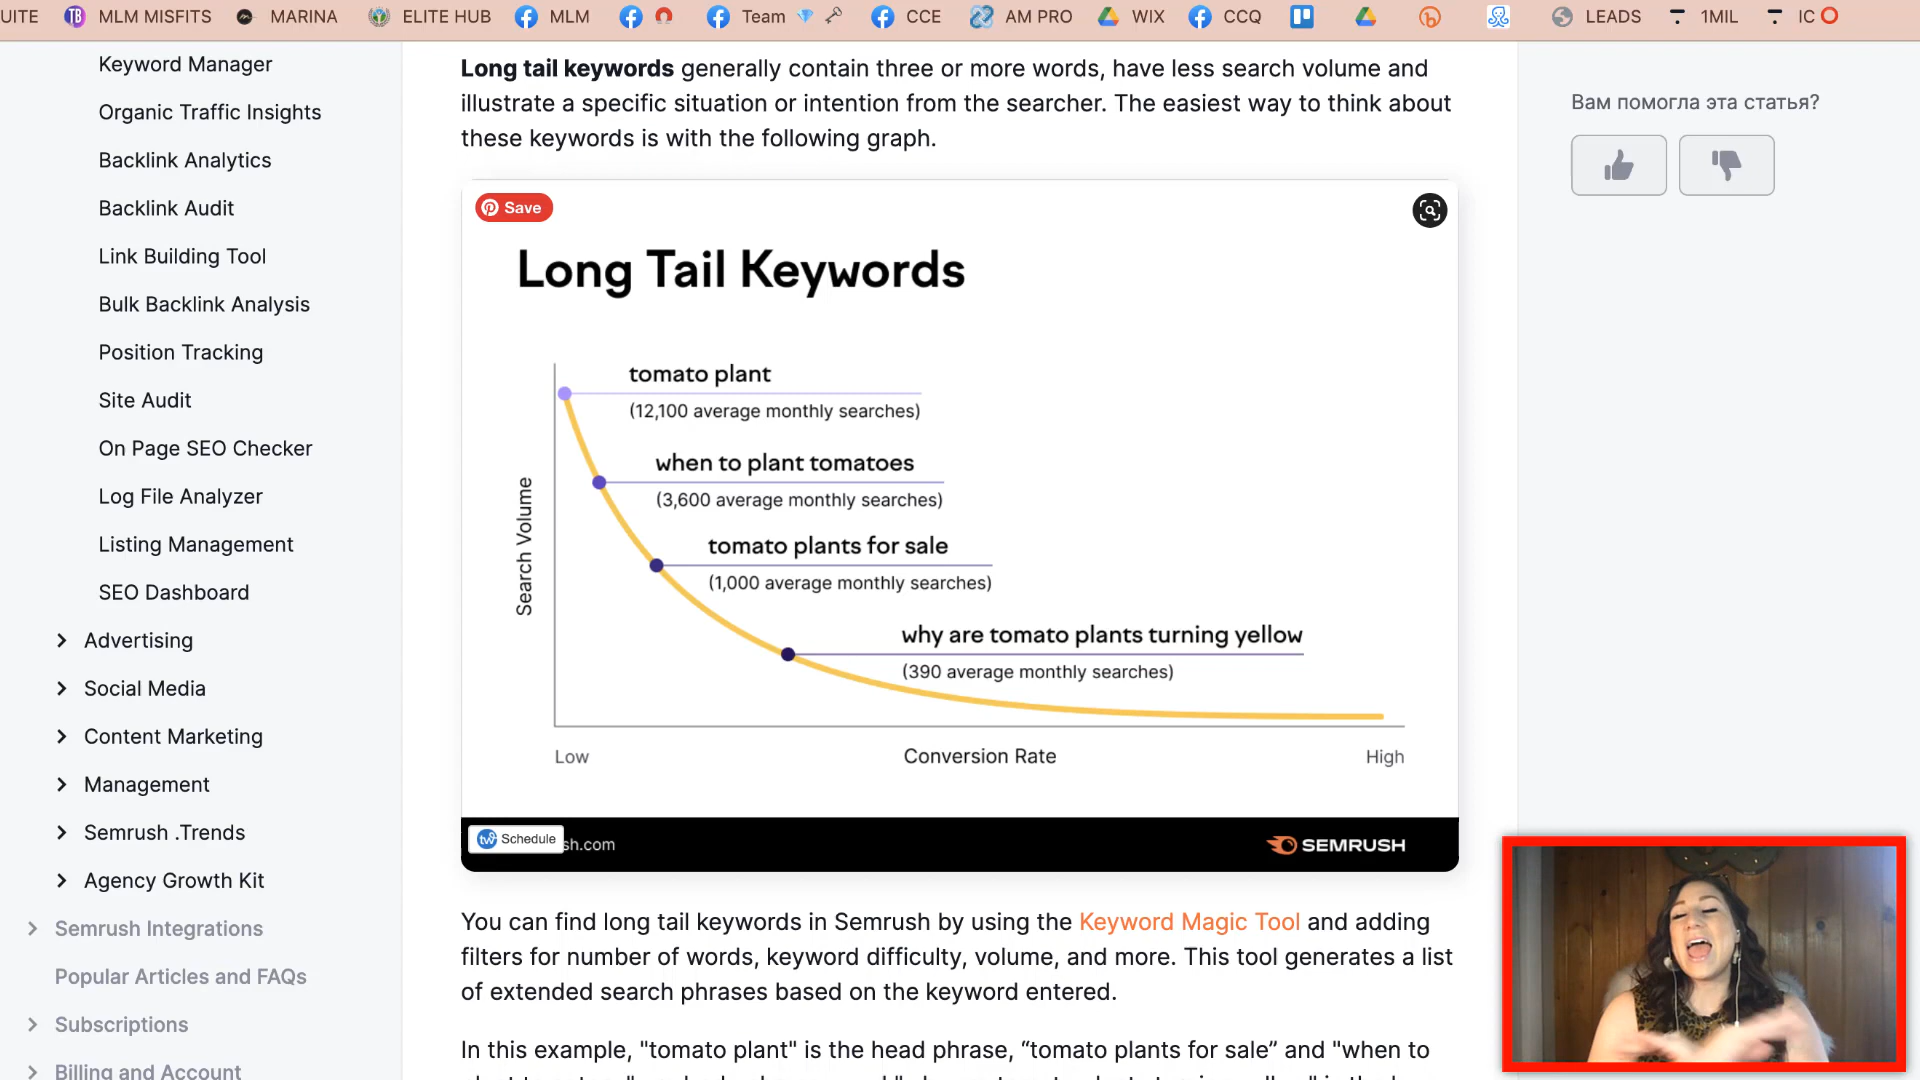 UITE MLM MISFITS MARINA ELITE HUB MLM Team CCE AM PRO WIX CCQ LEADS 1MIL IC
Keyword Manager
Organic Traffic Insights
Backlink Analytics
Backlink Audit
Link Building Tool
Bulk Backlink Analysis
Position Tracking
Site Audit
On Page SEO Checker
Log File Analyzer
Listing Management
SEO Dashboard
Advertising
Social Media
Content Marketing
Management
Semrush .Trends
Agency Growth Kit
Semrush Integrations
Popular Articles and FAQs
Subscriptions
Billing and Account
Long tail keywords generally contain three or more words, have less search volume and
illustrate a specific situation or intention from the searcher. The easiest way to think about
these keywords is with the following graph.
Save
Long Tail Keywords
tomato plant
(12,100 average monthly searches)
when to plant tomatoes
(3,600 average monthly searches)
tomato plants for sale
(1,000 average monthly searches)
why are tomato plants turning yellow
(390 average monthly searches)
Search Volume
Low Conversion Rate High
Schedule sh.com SEMRUSH
You can find long tail keywords in Semrush by using the Keyword Magic Tool and adding
filters for number of words, keyword difficulty, volume, and more. This tool generates a list
of extended search phrases based on the keyword entered.
In this example, "tomato plant" is the head phrase, “tomato plants for sale” and "when to
Вам помогла эта статья?